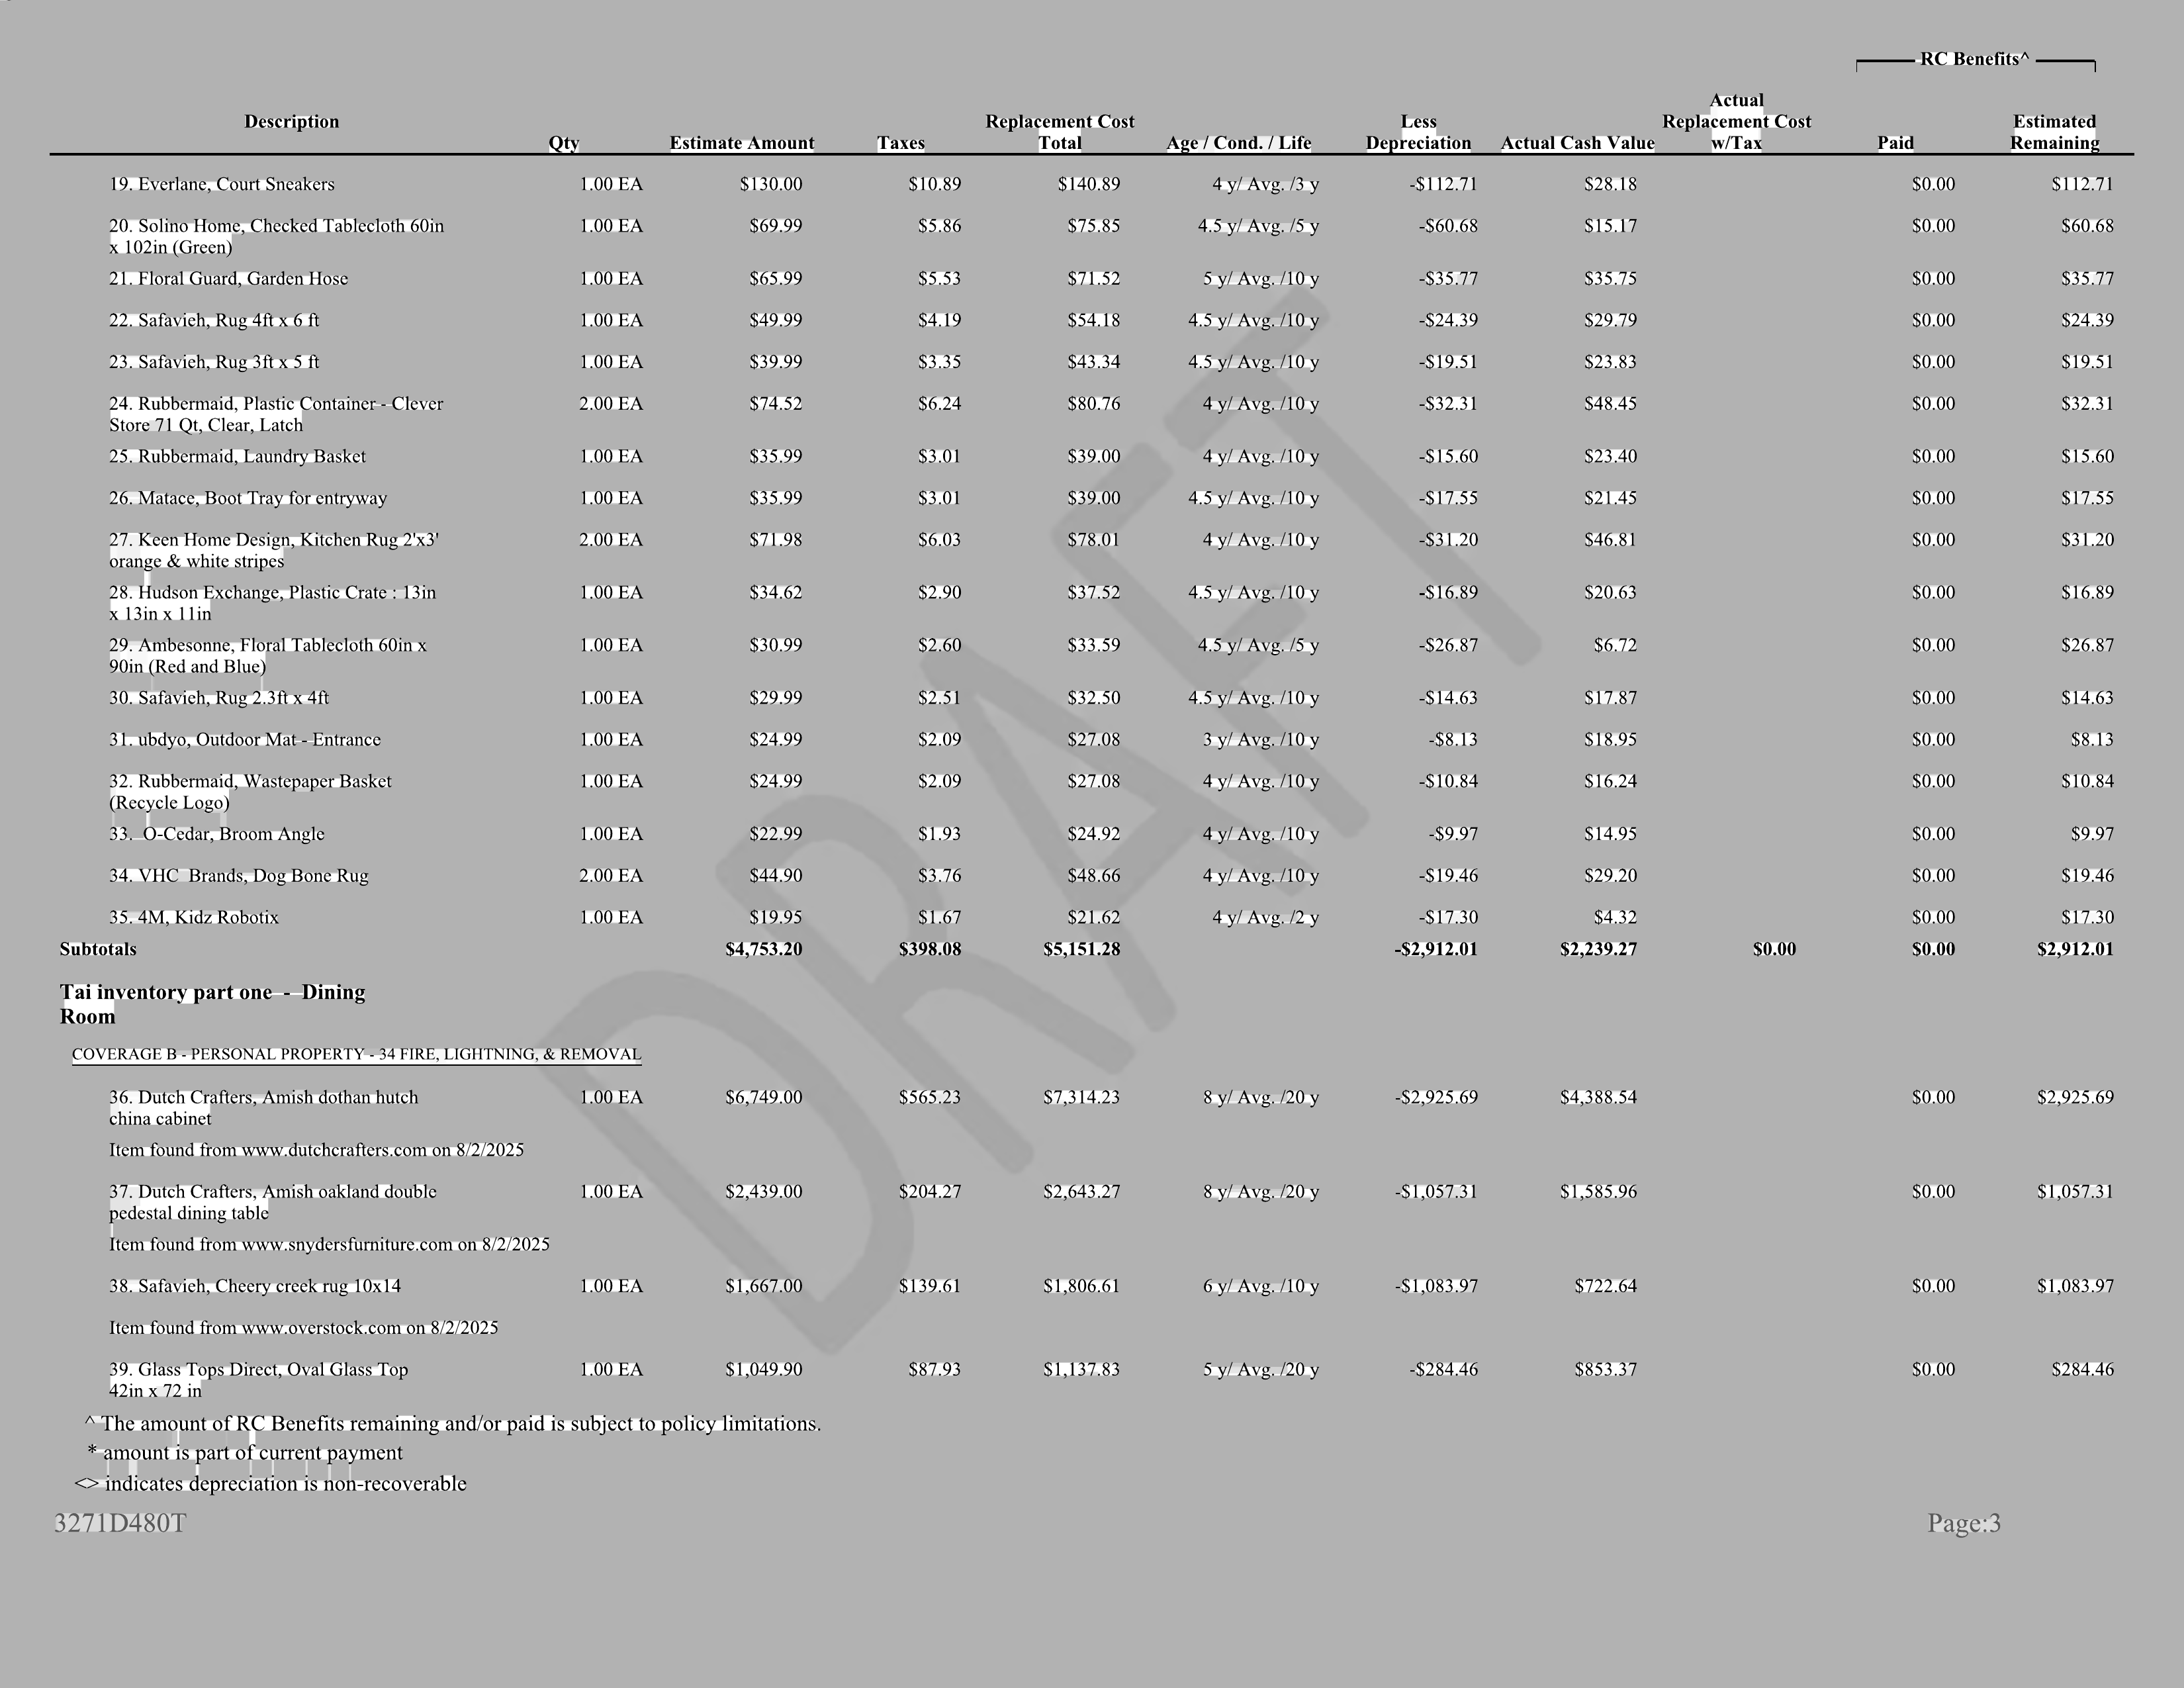 RC Benefits^
Description Qty Estimate Amount Taxes Replacement Cost Total Age / Cond. / Life Less Depreciation Actual Cash Value Actual Replacement Cost w/Tax Paid Estimated Remaining
19. Everlane, Court Sneakers 1.00 EA $130.00 $10.89 $140.89 4 y/ Avg. /3 y -$112.71 $28.18 $0.00 $112.71
20. Solino Home, Checked Tablecloth 60in 1.00 EA $69.99 $5.86 $75.85 4.5 y/ Avg. /5 y -$60.68 $15.17 $0.00 $60.68
x 102in (Green)
21. Floral Guard, Garden Hose 1.00 EA $65.99 $5.53 $71.52 5 y/ Avg. /10 y -$35.77 $35.75 $0.00 $35.77
22. Safavieh, Rug 4ft x 6 ft 1.00 EA $49.99 $4.19 $54.18 4.5 y/ Avg. /10 y -$24.39 $29.79 $0.00 $24.39
23. Safavieh, Rug 3ft x 5 ft 1.00 EA $39.99 $3.35 $43.34 4.5 y/ Avg. /10 y -$19.51 $23.83 $0.00 $19.51
24. Rubbermaid, Plastic Container - Clever 2.00 EA $74.52 $6.24 $80.76 4 y/ Avg. /10 y -$32.31 $48.45 $0.00 $32.31
Store 71 Qt, Clear, Latch
25. Rubbermaid, Laundry Basket 1.00 EA $35.99 $3.01 $39.00 4 y/ Avg. /10 y -$15.60 $23.40 $0.00 $15.60
26. Matace, Boot Tray for entryway 1.00 EA $35.99 $3.01 $39.00 4.5 y/ Avg. /10 y -$17.55 $21.45 $0.00 $17.55
27. Keen Home Design, Kitchen Rug 2'x3' 2.00 EA $71.98 $6.03 $78.01 4 y/ Avg. /10 y -$31.20 $46.81 $0.00 $31.20
orange & white stripes
28. Hudson Exchange, Plastic Crate : 13in 1.00 EA $34.62 $2.90 $37.52 4.5 y/ Avg. /10 y -$16.89 $20.63 $0.00 $16.89
x 13in x 11in
29. Ambesonne, Floral Tablecloth 60in x 1.00 EA $30.99 $2.60 $33.59 4.5 y/ Avg. /5 y -$26.87 $6.72 $0.00 $26.87
90in (Red and Blue)
30. Safavieh, Rug 2.3ft x 4ft 1.00 EA $29.99 $2.51 $32.50 4.5 y/ Avg. /10 y -$14.63 $17.87 $0.00 $14.63
31. ubdyo, Outdoor Mat - Entrance 1.00 EA $24.99 $2.09 $27.08 3 y/ Avg. /10 y -$8.13 $18.95 $0.00 $8.13
32. Rubbermaid, Wastepaper Basket 1.00 EA $24.99 $2.09 $27.08 4 y/ Avg. /10 y -$10.84 $16.24 $0.00 $10.84
(Recycle Logo)
33. O-Cedar, Broom Angle 1.00 EA $22.99 $1.93 $24.92 4 y/ Avg. /10 y -$9.97 $14.95 $0.00 $9.97
34. VHC Brands, Dog Bone Rug 2.00 EA $44.90 $3.76 $48.66 4 y/ Avg. /10 y -$19.46 $29.20 $0.00 $19.46
35. 4M, Kidz Robotix 1.00 EA $19.95 $1.67 $21.62 4 y/ Avg. /2 y -$17.30 $4.32 $0.00 $17.30
Subtotals $4,753.20 $398.08 $5,151.28 -$2,912.01 $2,239.27 $0.00 $0.00 $2,912.01
Tai inventory part one - Dining
Room
COVERAGE B - PERSONAL PROPERTY - 34 FIRE, LIGHTNING, & REMOVAL
36. Dutch Crafters, Amish dothan hutch 1.00 EA $6,749.00 $565.23 $7,314.23 8 y/ Avg. /20 y -$2,925.69 $4,388.54 $0.00 $2,925.69
china cabinet
Item found from www.dutchcrafters.com on 8/2/2025
37. Dutch Crafters, Amish oakland double 1.00 EA $2,439.00 $204.27 $2,643.27 8 y/ Avg. /20 y -$1,057.31 $1,585.96 $0.00 $1,057.31
pedestal dining table
Item found from www.snydersfurniture.com on 8/2/2025
38. Safavieh, Cheery creek rug 10x14 1.00 EA $1,667.00 $139.61 $1,806.61 6 y/ Avg. /10 y -$1,083.97 $722.64 $0.00 $1,083.97
Item found from www.overstock.com on 8/2/2025
39. Glass Tops Direct, Oval Glass Top 1.00 EA $1,049.90 $87.93 $1,137.83 5 y/ Avg. /20 y -$284.46 $853.37 $0.00 $284.46
42in x 72 in
^ The amount of RC Benefits remaining and/or paid is subject to policy limitations.
* amount is part of current payment
<> indicates depreciation is non-recoverable
3271D480T Page:3
DRAFT